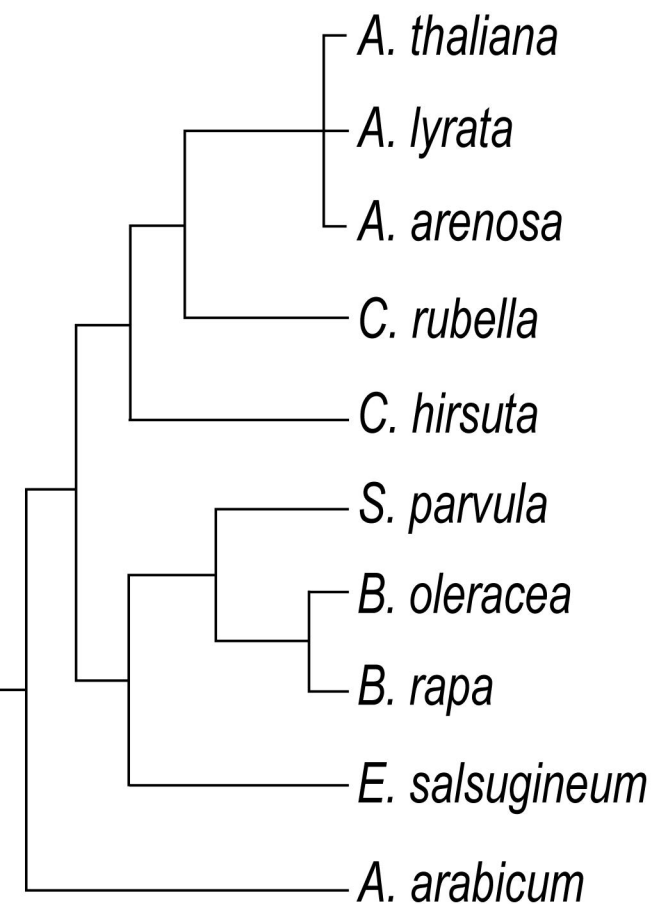 A. thaliana
A. lyrata
A. arenosa
C. rubella
C. hirsuta
S. parvula
B. oleracea
B. rapa
E. salsugineum
A. arabicum